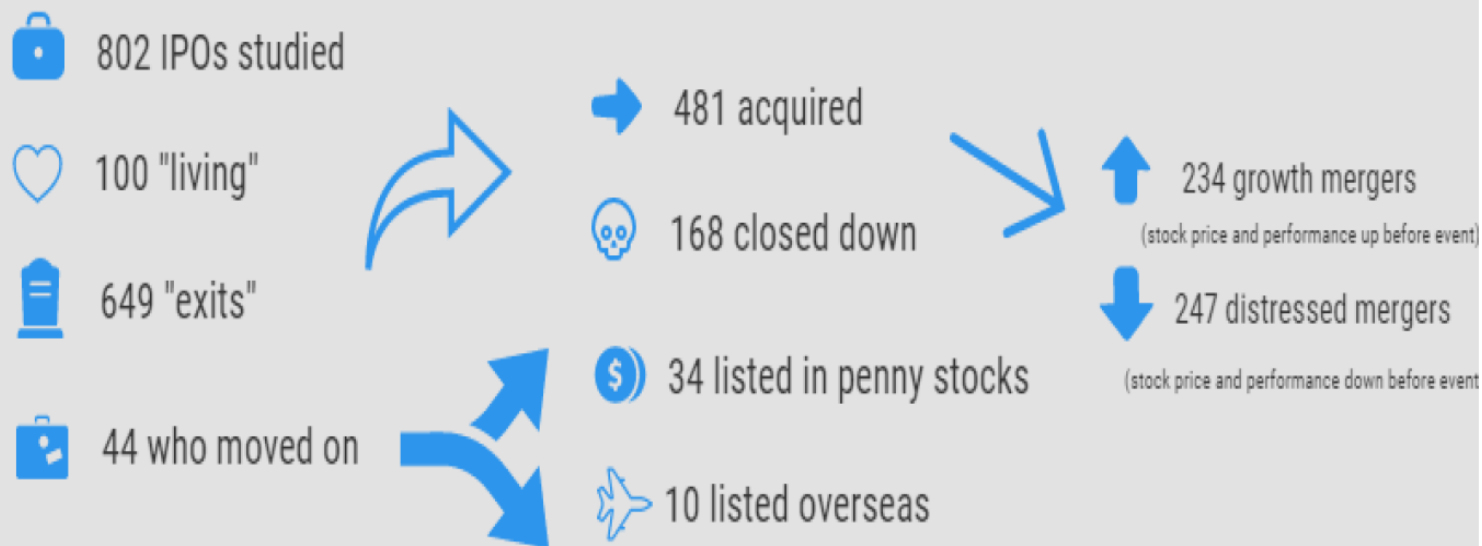 802 IPOs studied
100 "living"
649 "exits"
44 who moved on
481 acquired
168 closed down
34 listed in penny stocks
10 listed overseas
234 growth mergers
(stock price and performance up before event)
247 distressed mergers
(stock price and performance down before event